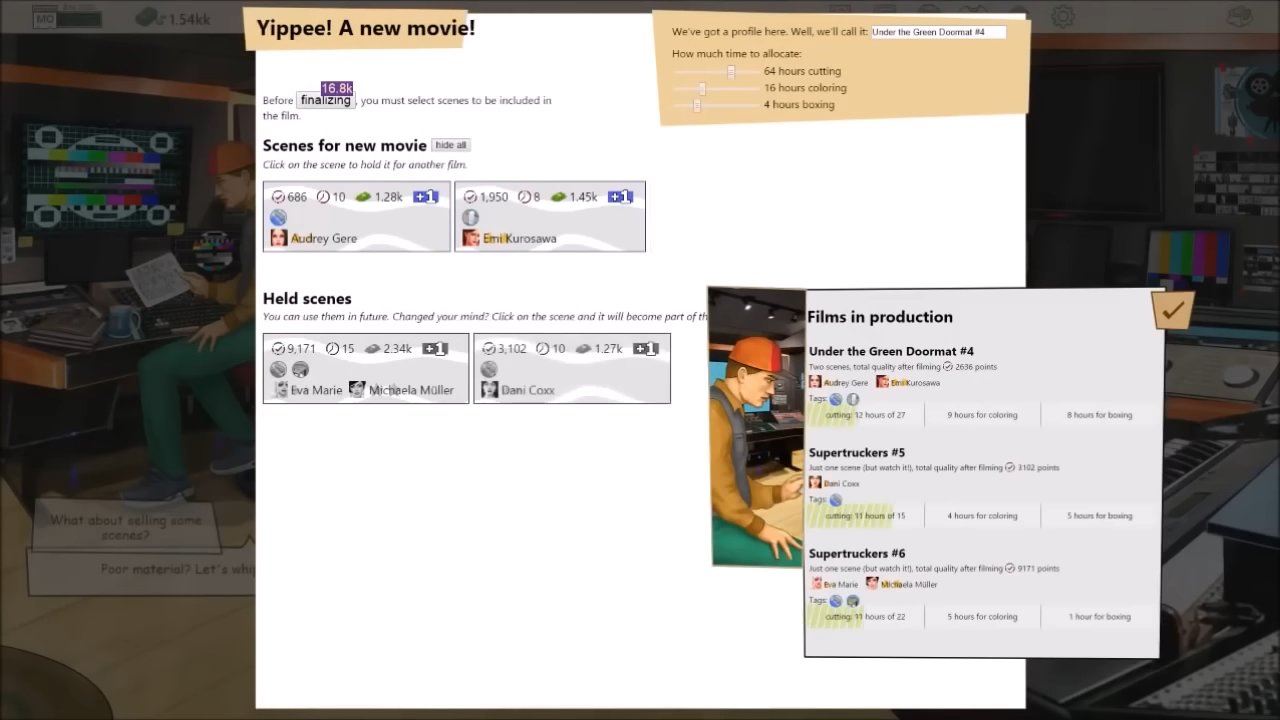 MO
1.54kk
Yippee! A new movie!
We've got a profile here. Well, we'll call it: Under the Green Doormat #4
How much time to allocate:
64 hours cutting
16 hours coloring
4 hours boxing
16.8k
Before finalizing, you must select scenes to be included in
the film.
Scenes for new movie hide all
Click on the scene to hold it for another film.
686 10 1.28k +1
Audrey Gere
1,950 8 1.45k +1
Emi Kurosawa
Held scenes
You can use them in future. Changed your mind? Click on the scene and it will become part of th
9,171 15 2.34k +1
Eva Marie Michaela Müller
3,102 10 1.27k +1
Dani Coxx
Films in production
Under the Green Doormat #4
Two scenes, total quality after filming 2636 points
Audrey Gere Emi Kurosawa
Tags:
cutting: 12 hours of 27 9 hours for coloring 8 hours for boxing
Supertruckers #5
Just one scene (but watch it!), total quality after filming 3102 points
Dani Coxx
Tags:
cutting: 11 hours of 15 4 hours for coloring 5 hours for boxing
Supertruckers #6
Just one scene (but watch it!), total quality after filming 9171 points
Eva Marie Michaela Müller
Tags:
cutting: 11 hours of 22 5 hours for coloring 1 hour for boxing
What about selling some
scenes?
Poor material? Let's whi